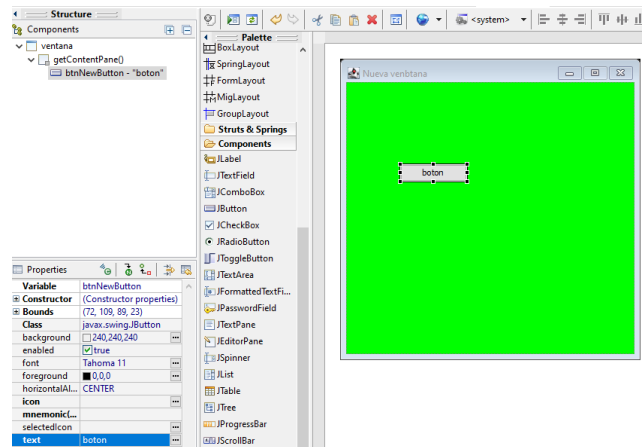 Structure
Components
ventana
getContentPane()
btnNewButton - "boton"
Properties
Variable btnNewButton
Constructor (Constructor properties)
Bounds (72, 109, 89, 23)
Class javax.swing.JButton
background 240,240,240
enabled true
font Tahoma 11
foreground 0,0,0
horizontalAl... CENTER
icon
mnemonic(...
selectedIcon
text boton
<system>
Palette
BoxLayout
SpringLayout
FormLayout
MigLayout
GroupLayout
Struts & Springs
Components
JLabel
JTextField
JComboBox
JButton
JCheckBox
JRadioButton
JToggleButton
JTextArea
JFormattedTextFi...
JPasswordField
JTextPane
JEditorPane
JSpinner
JList
JTable
JTree
JProgressBar
JScrollBar
Nueva venbtana
boton